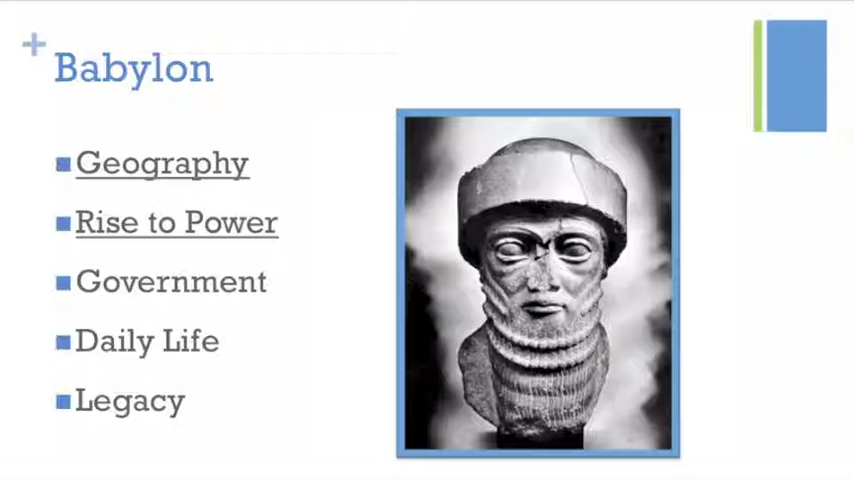 Babylon
Geography
Rise to Power
Government
Daily Life
Legacy